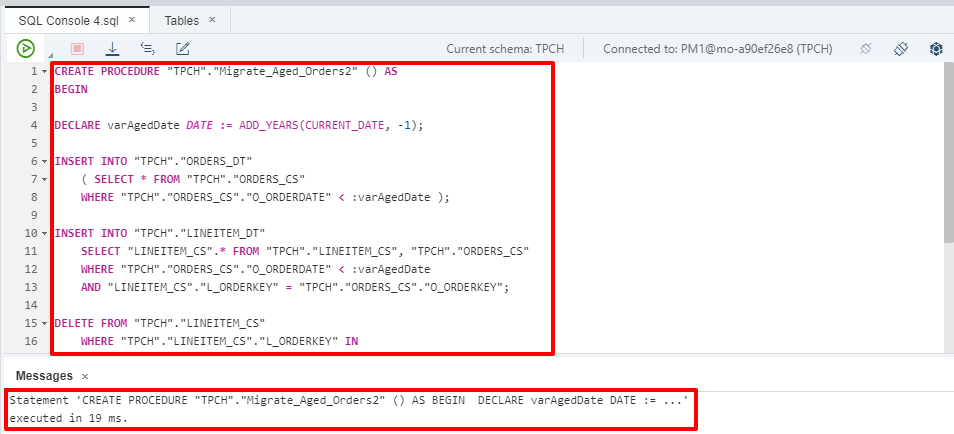 SQL Console 4.sql × Tables ×
Current schema: TPCH Connected to: PM1@mo-a90ef26e8 (TPCH)
1 CREATE PROCEDURE "TPCH"."Migrate_Aged_Orders2" () AS
2 BEGIN
3
4 DECLARE varAgedDate DATE := ADD_YEARS(CURRENT_DATE, -1);
5
6 INSERT INTO "TPCH"."ORDERS_DT"
7 ( SELECT * FROM "TPCH"."ORDERS_CS"
8 WHERE "TPCH"."ORDERS_CS"."O_ORDERDATE" < :varAgedDate );
9
10 INSERT INTO "TPCH"."LINEITEM_DT"
11 SELECT "LINEITEM_CS".* FROM "TPCH"."LINEITEM_CS", "TPCH"."ORDERS_CS"
12 WHERE "TPCH"."ORDERS_CS"."O_ORDERDATE" < :varAgedDate
13 AND "LINEITEM_CS"."L_ORDERKEY" = "TPCH"."ORDERS_CS"."O_ORDERKEY";
14
15 DELETE FROM "TPCH"."LINEITEM_CS"
16 WHERE "TPCH"."LINEITEM_CS"."L_ORDERKEY" IN
Messages ×
Statement 'CREATE PROCEDURE "TPCH"."Migrate_Aged_Orders2" () AS BEGIN DECLARE varAgedDate DATE := ...'
executed in 19 ms.